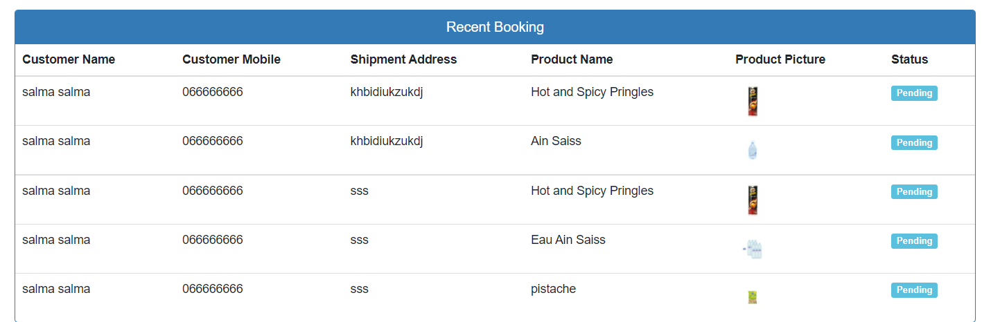 Recent Booking
Customer Name Customer Mobile Shipment Address Product Name Product Picture Status
salma salma 066666666 khbidiukzukdj Hot and Spicy Pringles Pending
salma salma 066666666 khbidiukzukdj Ain Saiss Pending
salma salma 066666666 sss Hot and Spicy Pringles Pending
salma salma 066666666 sss Eau Ain Saiss Pending
salma salma 066666666 sss pistache Pending